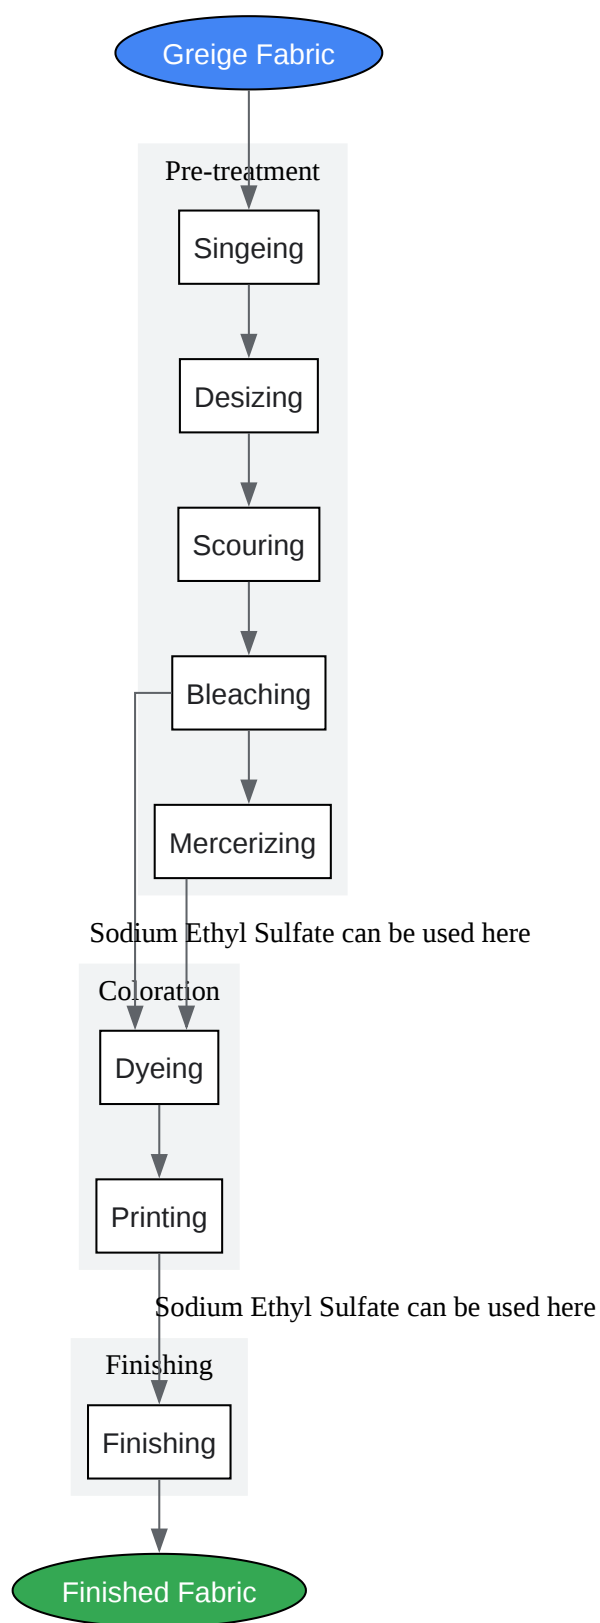 Greige Fabric
Pre-treatment
Singeing
Desizing
Scouring
Bleaching
Mercerizing
Sodium Ethyl Sulfate can be used here
Coloration
Dyeing
Printing
Sodium Ethyl Sulfate can be used here
Finishing
Finishing
Finished Fabric